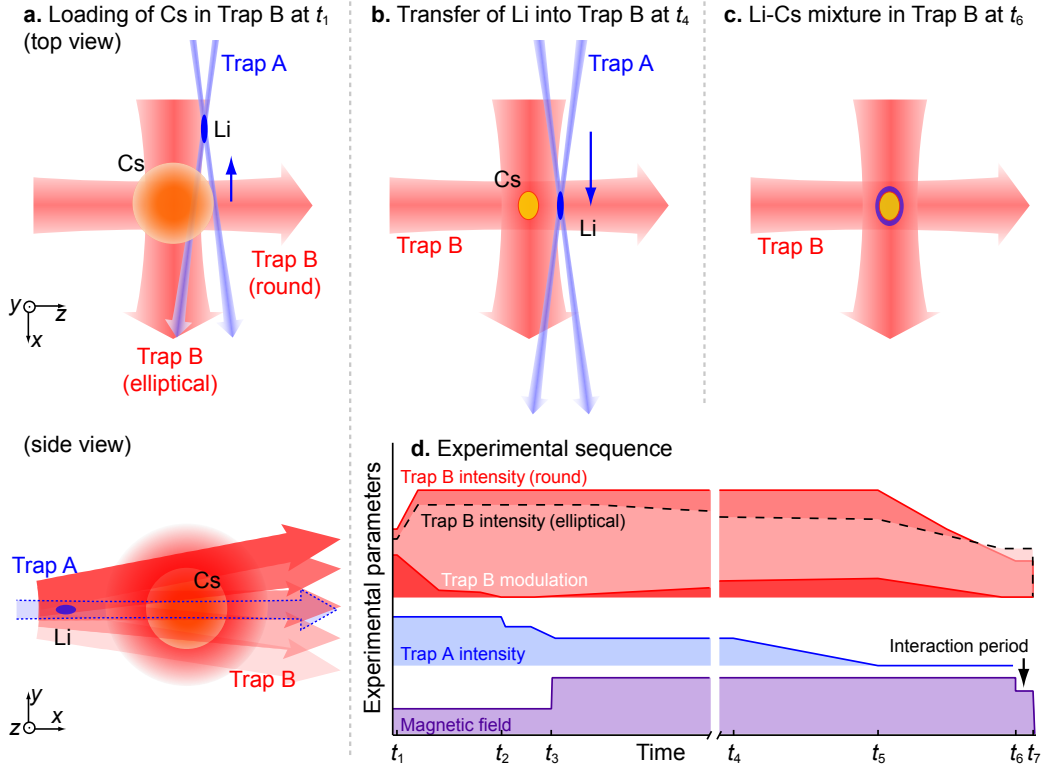 a. Loading of Cs in Trap B at t1
(top view)
Trap A
Li
Cs
Trap B
(round)
y
z
x
Trap B
(elliptical)
b. Transfer of Li into Trap B at t4
Trap A
Cs
Li
Trap B
c. Li-Cs mixture in Trap B at t6
Trap B
(side view)
Trap A
Cs
Li
Trap B
y
z
x
d. Experimental sequence
Experimental parameters
Trap B intensity (round)
Trap B intensity (elliptical)
Trap B modulation
Trap A intensity
Interaction period
Magnetic field
t1 t2 t3 Time t4 t5 t6 t7